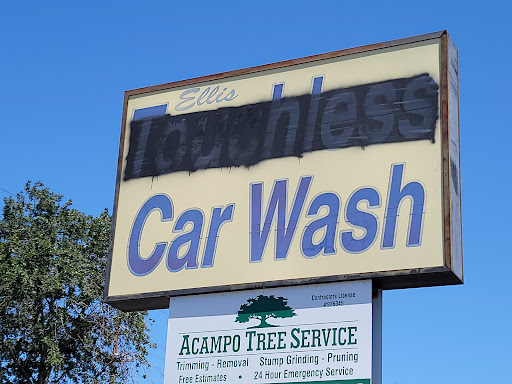 Ellis
Touchless
Car Wash
Contractors License
ACAMPO TREE SERVICE
Trimming - Removal Stump Grinding - Pruning
Free Estimates • 24 Hour Emergency Service